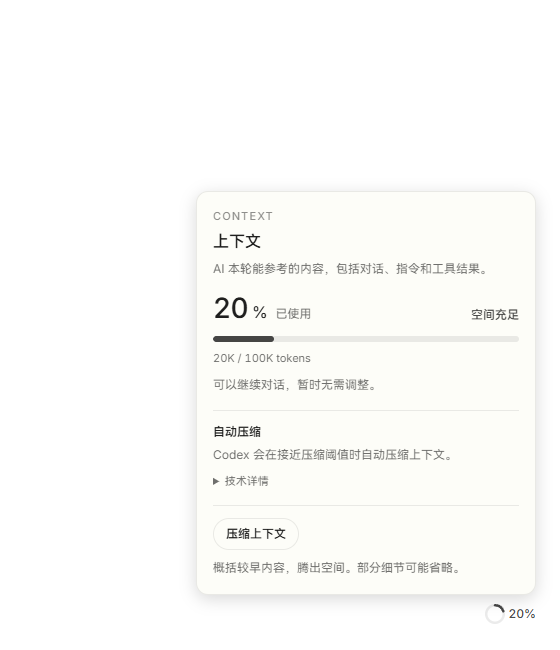 CONTEXT
上下文
AI 本轮能参考的内容，包括对话、指令和工具结果。
20 % 已使用 空间充足
20K / 100K tokens
可以继续对话，暂时无需调整。
自动压缩
Codex 会在接近压缩阈值时自动压缩上下文。
▶ 技术详情
压缩上下文
概括较早内容，腾出空间。部分细节可能省略。
20%